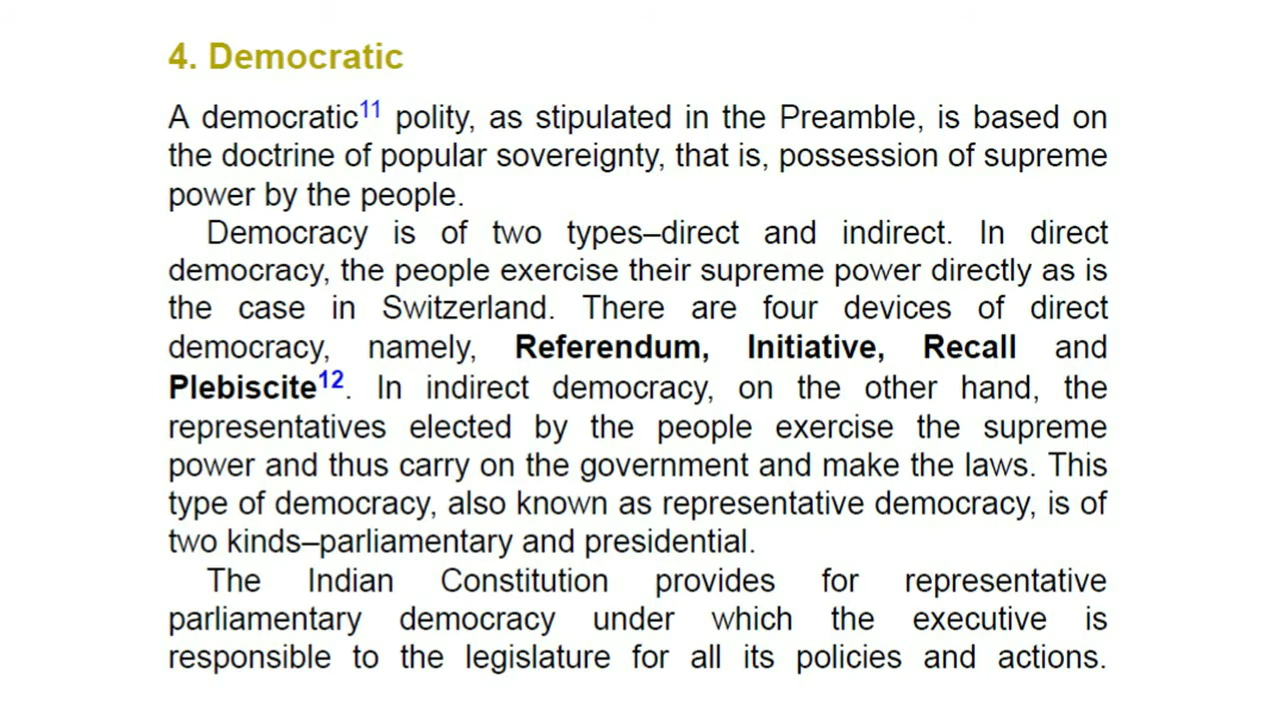 4. Democratic
A democratic11 polity, as stipulated in the Preamble, is based on
the doctrine of popular sovereignty, that is, possession of supreme
power by the people.
Democracy is of two types–direct and indirect. In direct
democracy, the people exercise their supreme power directly as is
the case in Switzerland. There are four devices of direct
democracy, namely, Referendum, Initiative, Recall and
Plebiscite12. In indirect democracy, on the other hand, the
representatives elected by the people exercise the supreme
power and thus carry on the government and make the laws. This
type of democracy, also known as representative democracy, is of
two kinds–parliamentary and presidential.
The Indian Constitution provides for representative
parliamentary democracy under which the executive is
responsible to the legislature for all its policies and actions.